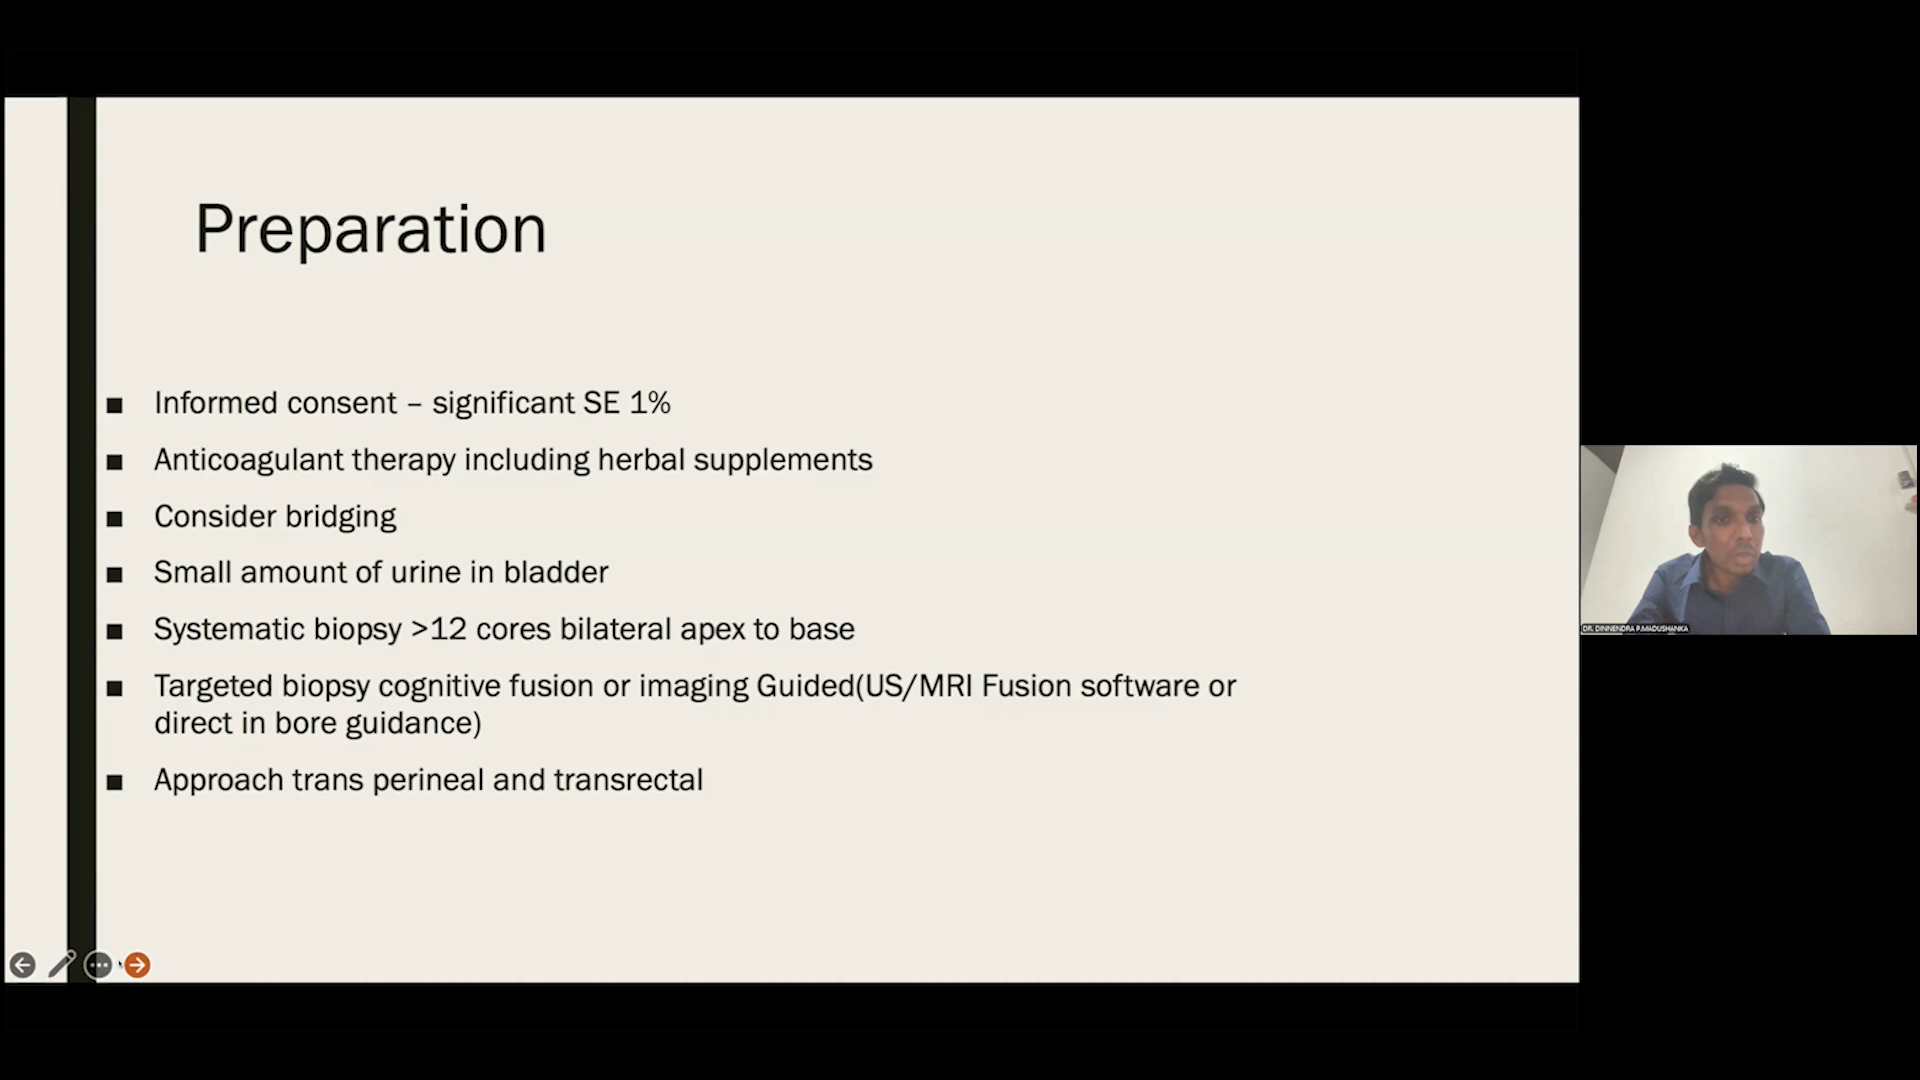 Preparation
Informed consent – significant SE 1%
Anticoagulant therapy including herbal supplements
Consider bridging
Small amount of urine in bladder
Systematic biopsy >12 cores bilateral apex to base
Targeted biopsy cognitive fusion or imaging Guided(US/MRI Fusion software or
direct in bore guidance)
Approach trans perineal and transrectal
DR. DINNENDRA P.MADUSHANKA